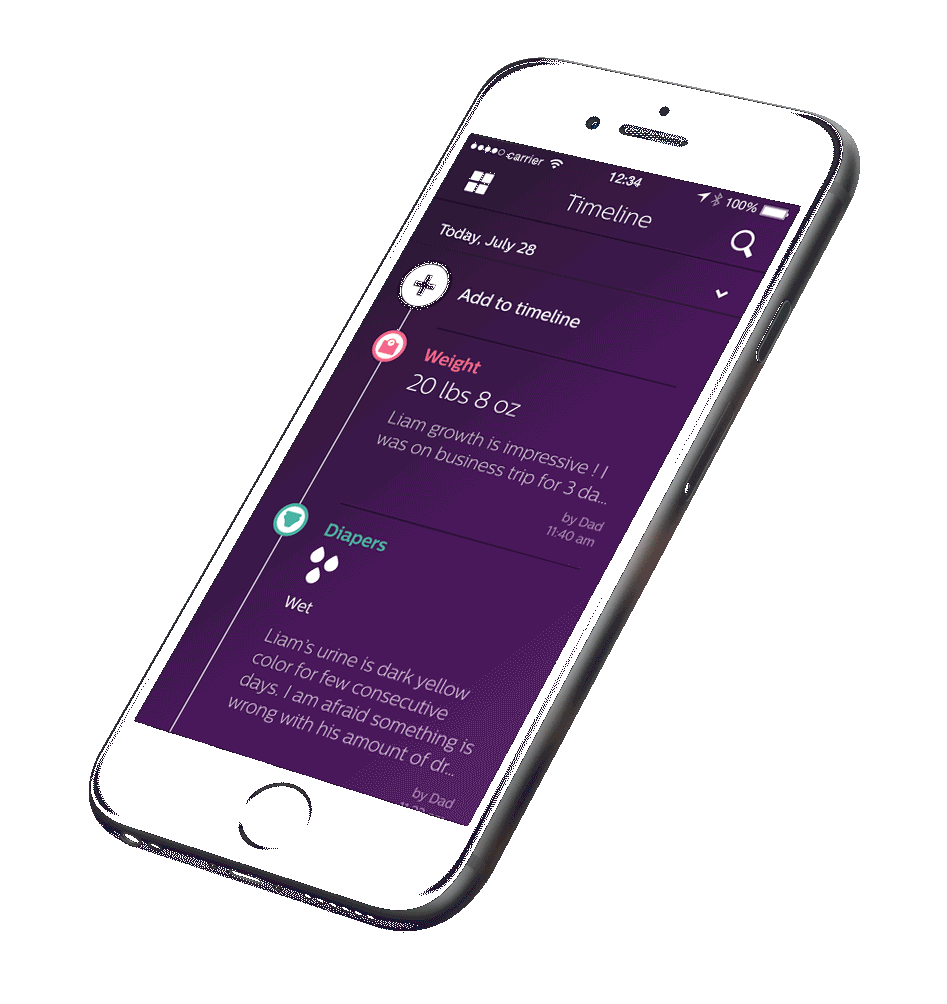 carrier 12:34 100%
Timeline
Today, July 28
Add to timeline
Weight
20 lbs 8 oz
Liam growth is impressive ! I
was on business trip for 3 da...
by Dad
11:40 am
Diapers
Wet
Liam's urine is dark yellow
color for few consecutive
days. I am afraid something is
wrong with his amount of dr...
by Dad